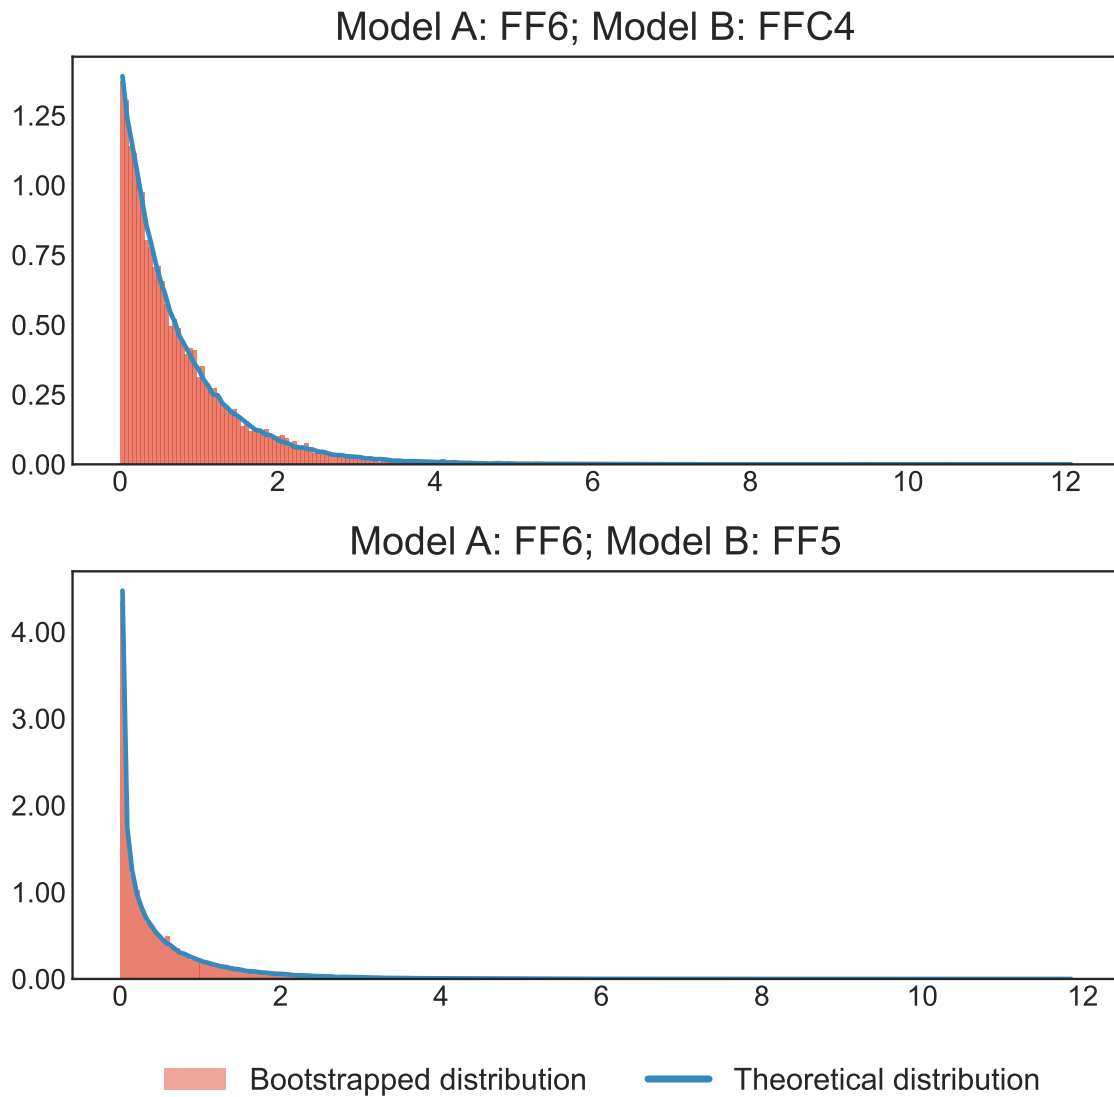 Model A: FF6; Model B: FFC4
1.25
1.00
0.75
0.50
0.25
0.00
0 2 4 6 8 10 12
Model A: FF6; Model B: FF5
4.00
3.00
2.00
1.00
0.00
0 2 4 6 8 10 12
Bootstrapped distribution Theoretical distribution